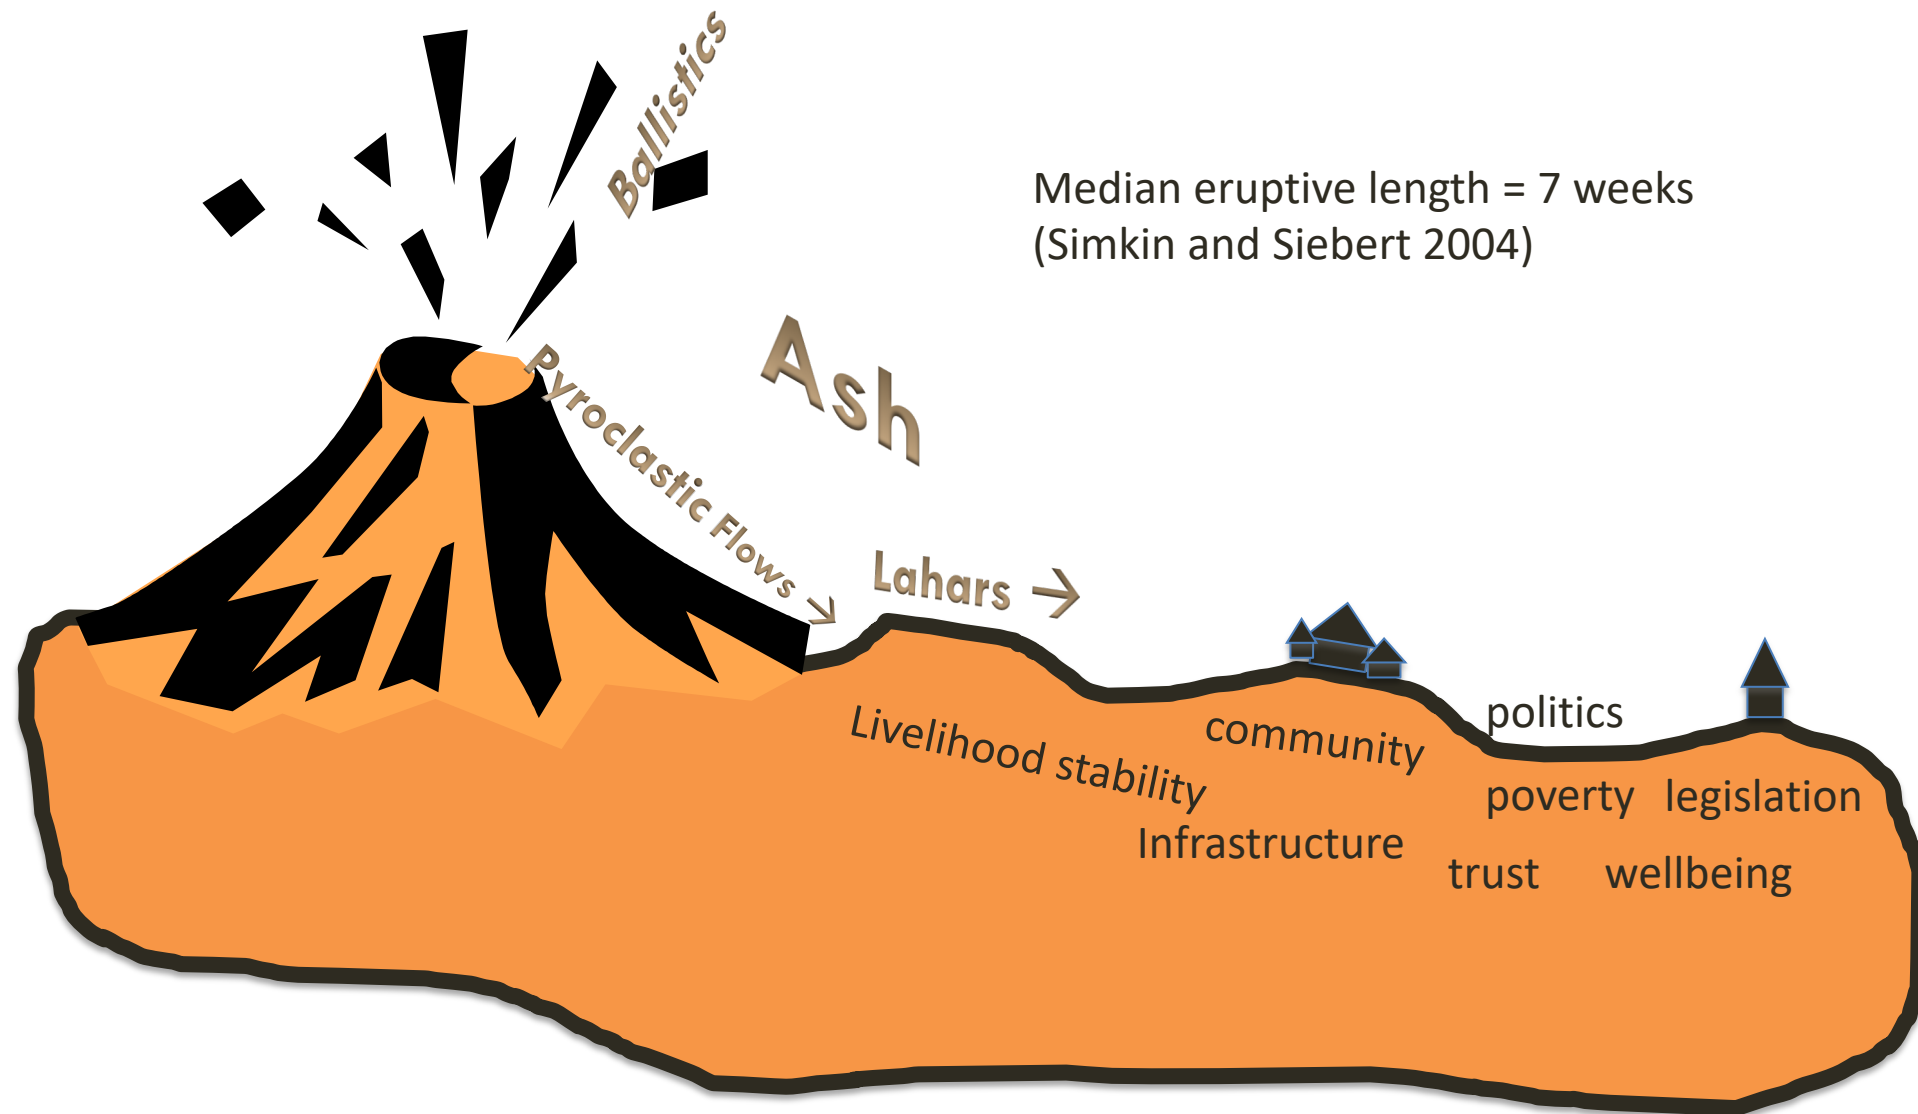 Ballistics
Median eruptive length = 7 weeks
(Simkin and Siebert 2004)
Ash
Pyroclastic Flows →
Lahars →
Livelihood stability
community
politics
poverty
legislation
Infrastructure
trust
wellbeing